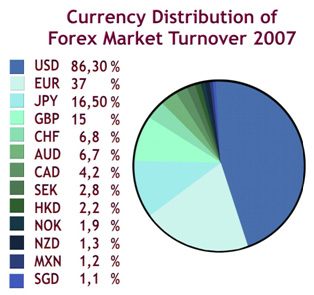 Currency Distribution of
Forex Market Turnover 2007
USD 86,30 %
EUR 37 %
JPY 16,50 %
GBP 15 %
CHF 6,8 %
AUD 6,7 %
CAD 4,2 %
SEK 2,8 %
HKD 2,2 %
NOK 1,9 %
NZD 1,3 %
MXN 1,2 %
SGD 1,1 %